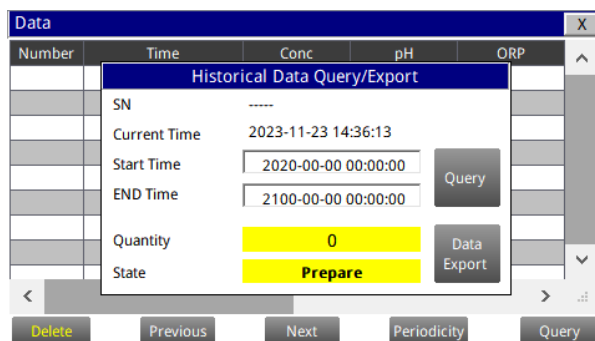 Data X
Number Time Conc pH ORP
Historical Data Query/Export
SN -----
Current Time 2023-11-23 14:36:13
Start Time 2020-00-00 00:00:00
Query
END Time 2100-00-00 00:00:00
Quantity 0
Data Export
State Prepare
Delete Previous Next Periodicity Query